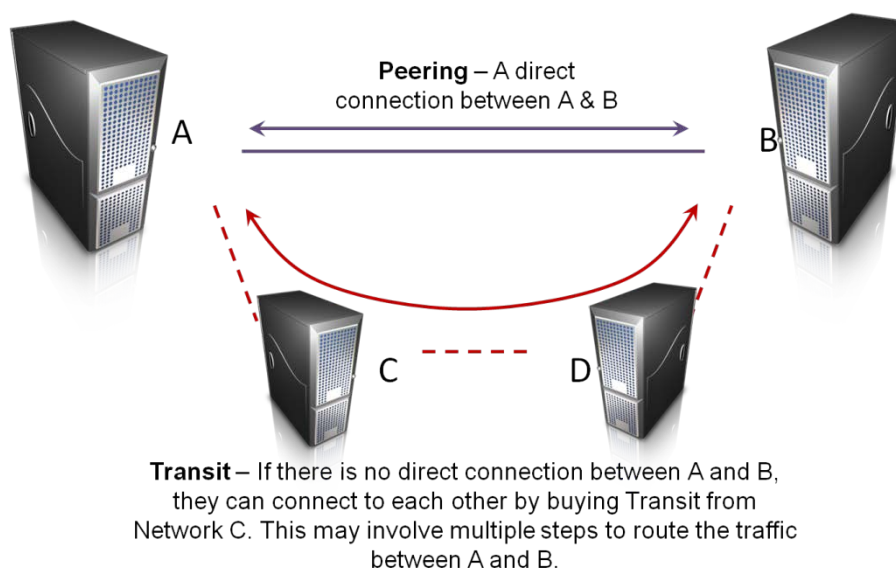 Peering – A direct
connection between A & B
A
B
C
D
Transit – If there is no direct connection between A and B,
they can connect to each other by buying Transit from
Network C. This may involve multiple steps to route the traffic
between A and B.